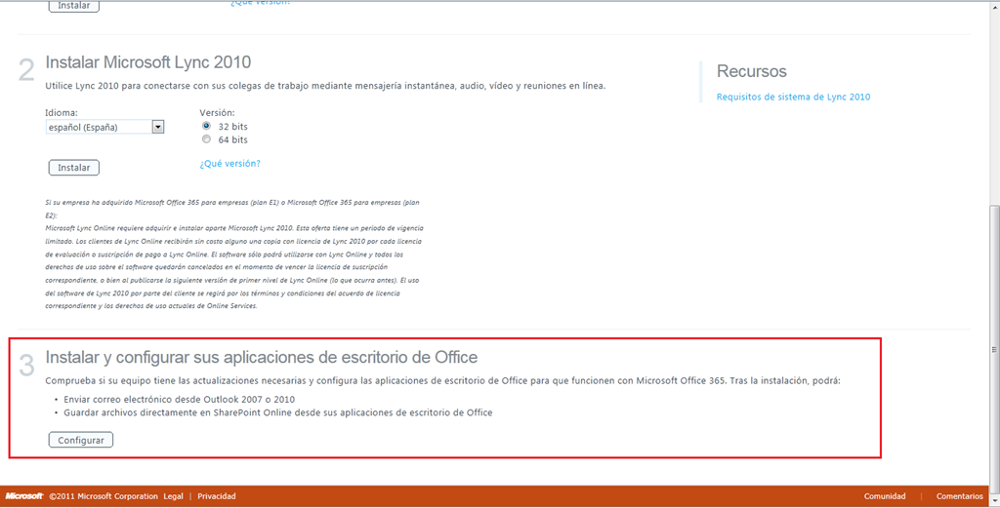 Instalar
¿Qué versión?
2
Instalar Microsoft Lync 2010
Utilice Lync 2010 para conectarse con sus colegas de trabajo mediante mensajería instantánea, audio, vídeo y reuniones en línea.
Idioma:
español (España)
Versión:
32 bits
64 bits
Instalar
¿Qué versión?
Recursos
Requisitos de sistema de Lync 2010
Si su empresa ha adquirido Microsoft Office 365 para empresas (plan E1) o Microsoft Office 365 para empresas (plan
E2):
Microsoft Lync Online requiere adquirir e instalar aparte Microsoft Lync 2010. Esta oferta tiene un período de vigencia
limitado. Los clientes de Lync Online recibirán sin costo alguno una copia con licencia de Lync 2010 por cada licencia
de evaluación o suscripción de pago a Lync Online. El software sólo podrá utilizarse con Lync Online y todos los
derechos de uso sobre el software quedarán cancelados en el momento de vencer la licencia de suscripción
correspondiente, o bien al publicarse la siguiente versión de primer nivel de Lync Online (lo que ocurra antes). El uso
del software de Lync 2010 por parte del cliente se regirá por los términos y condiciones del acuerdo de licencia
correspondiente y los derechos de uso actuales de Online Services.
3
Instalar y configurar sus aplicaciones de escritorio de Office
Comprueba si su equipo tiene las actualizaciones necesarias y configura las aplicaciones de escritorio de Office para que funcionen con Microsoft Office 365. Tras la instalación, podrá:
• Enviar correo electrónico desde Outlook 2007 o 2010
• Guardar archivos directamente en SharePoint Online desde sus aplicaciones de escritorio de Office
Configurar
Microsoft ©2011 Microsoft Corporation Legal | Privacidad
Comunidad | Comentarios